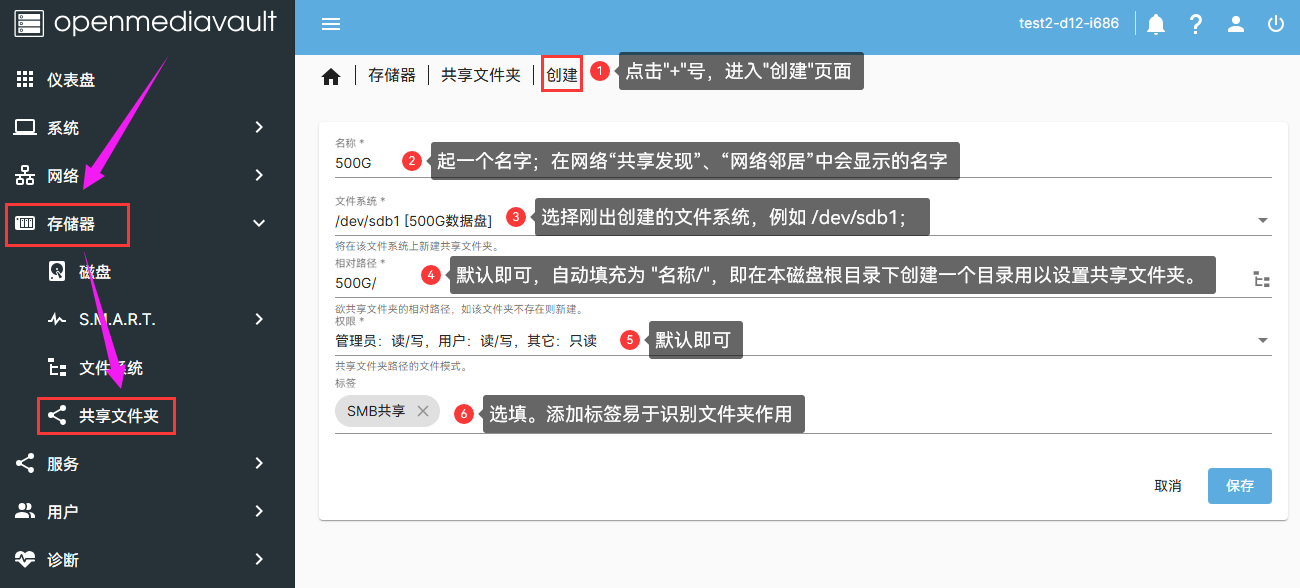 openmediavault
仪表盘
系统
网络
存储器
磁盘
S.M.A.R.T.
文件系统
共享文件夹
服务
用户
诊断
test2-d12-i686
存储器 | 共享文件夹 | 创建
1 点击"+"号，进入"创建"页面
名称 *
500G
2 起一个名字；在网络“共享发现”、“网络邻居”中会显示的名字
文件系统 *
/dev/sdb1 [500G数据盘]
3 选择刚出创建的文件系统，例如 /dev/sdb1；
将在该文件系统上新建共享文件夹。
相对路径 *
500G/
4 默认即可，自动填充为 "名称/"，即在本磁盘根目录下创建一个目录用以设置共享文件夹。
欲共享文件夹的相对路径，如该文件夹不存在则新建。
权限 *
管理员：读/写，用户：读/写，其它：只读
5 默认即可
共享文件夹路径的文件模式。
标签
SMB共享
6 选填。添加标签易于识别文件夹作用
取消
保存